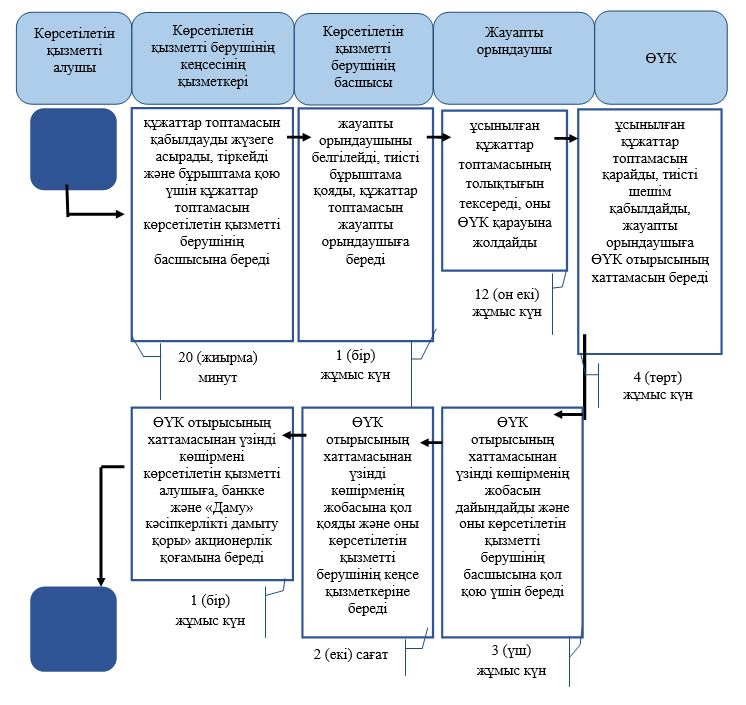 Көрсетілетін
қызметті
алушы
Көрсетілетін
қызметті берушінің
кеңсесінің
қызметкері
Көрсетілетін
қызметті
берушінің
басшысы
Жауапты
орындаушы
ӨҮК
құжаттар топтамасын
қабылдауды жүзеге
асырады, тіркейді
және бұрыштама қою
үшін құжаттар
топтамасын
көрсетілетін қызметті
берушінің
басшысына береді
жауапты
орындаушыны
белгілейді, тиісті
бұрыштама
қояды, құжаттар
топтамасын
жауапты
орындаушыға
береді
ұсынылған
құжаттар
топтамасының
толықтығын
тексереді, оны
ӨҮК қарауына
жолдайды
ұсынылған
құжаттар
топтамасын
қарайды, тиісті
шешім
қабылдайды,
жауапты
орындаушыға
ӨҮК отырысының
хаттамасын береді
20 (жиырма)
минут
1 (бір)
жұмыс күн
12 (он екі)
жұмыс күн
4 (төрт)
жұмыс күн
ӨҮК отырысының
хаттамасынан үзінді
көшірмені
көрсетілетін қызметті
алушыға, банкке
және «Даму»
кәсіпкерлікті дамыту
қоры» акционерлік
қоғамына береді
ӨҮК
отырысының
хаттамасынан
үзінді
көшірменің
жобасына қол
қояды және оны
көрсетілетін
қызметті
берушінің кеңсе
қызметкеріне
береді
ӨҮК
отырысының
хаттамасынан
үзінді көшірменің
жобасын
дайындайды және
оны көрсетілетін
қызметті
берушінің
басшысына қол
қою үшін береді
1 (бір)
жұмыс күн
2 (екі) сағат
3 (үш)
жұмыс күн